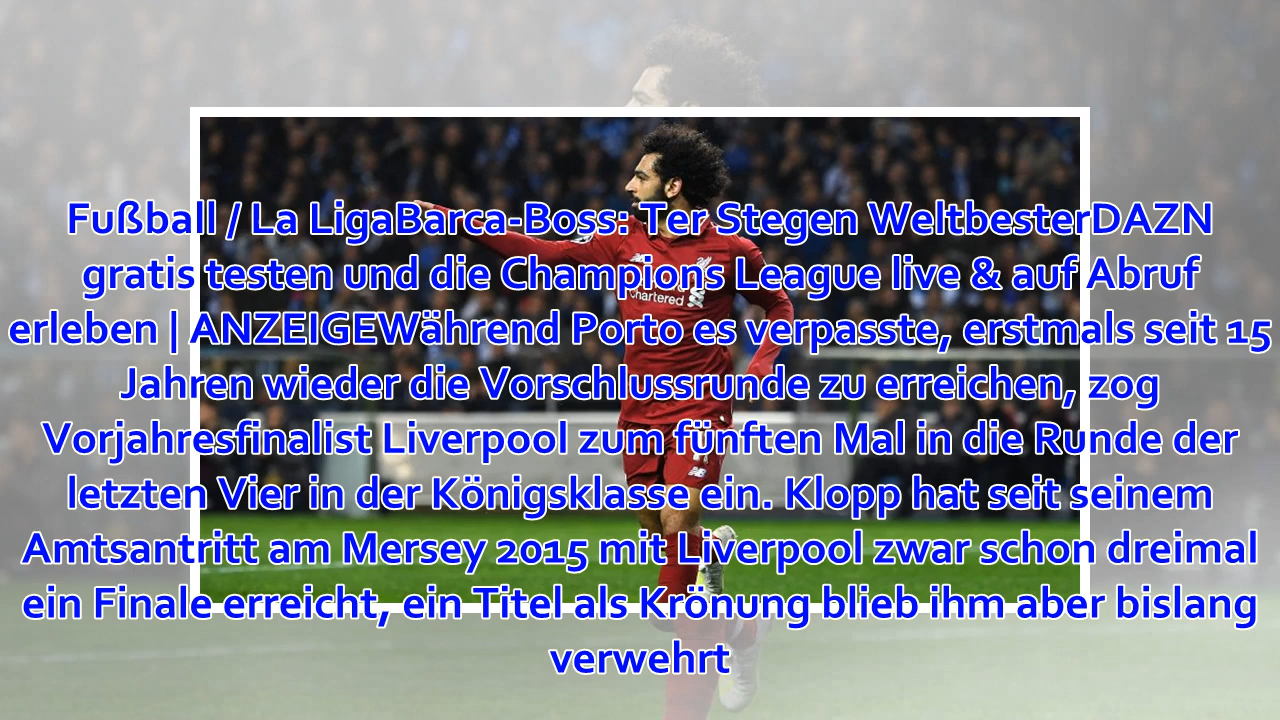 Fußball / La LigaBarca-Boss: Ter Stegen WeltbesterDAZN
gratis testen und die Champions League live & auf Abruf
erleben | ANZEIGEWährend Porto es verpasste, erstmals seit 15
Jahren wieder die Vorschlussrunde zu erreichen, zog
Vorjahresfinalist Liverpool zum fünften Mal in die Runde der
letzten Vier in der Königsklasse ein. Klopp hat seit seinem
Amtsantritt am Mersey 2015 mit Liverpool zwar schon dreimal
ein Finale erreicht, ein Titel als Krönung blieb ihm aber bislang
verwehrt
chartered